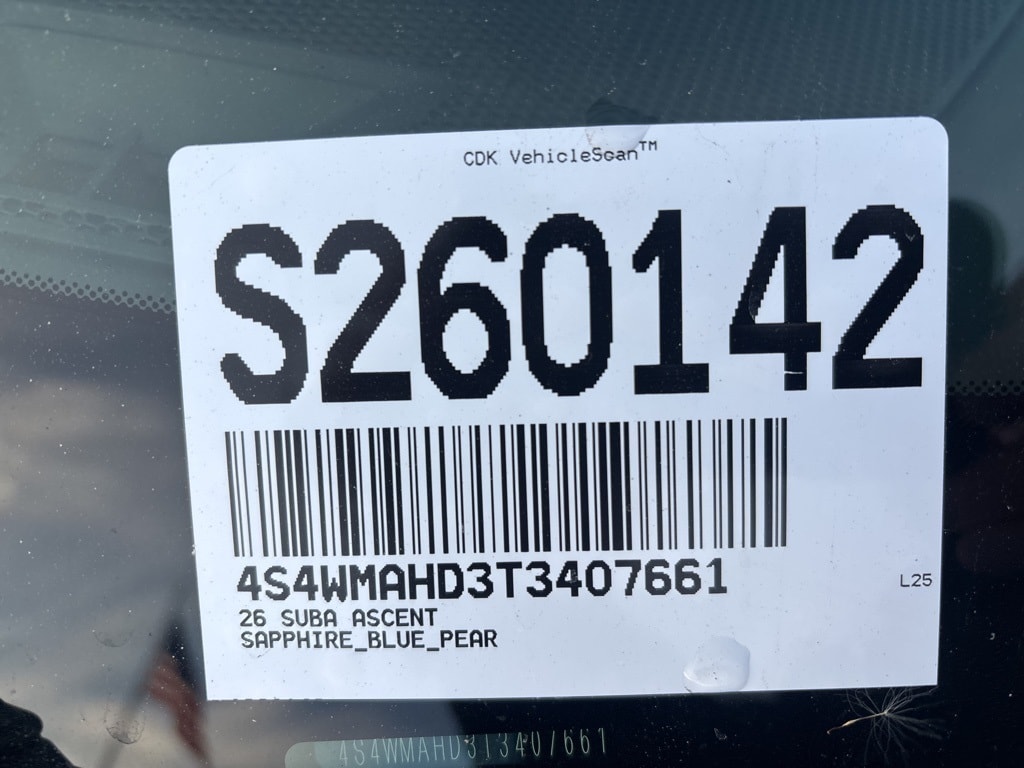 CDK VehicleScan™
S260142
4S4WMAHD3T3407661
L25
26 SUBA ASCENT
SAPPHIRE_BLUE_PEAR
4S4WMAHD3T3407661